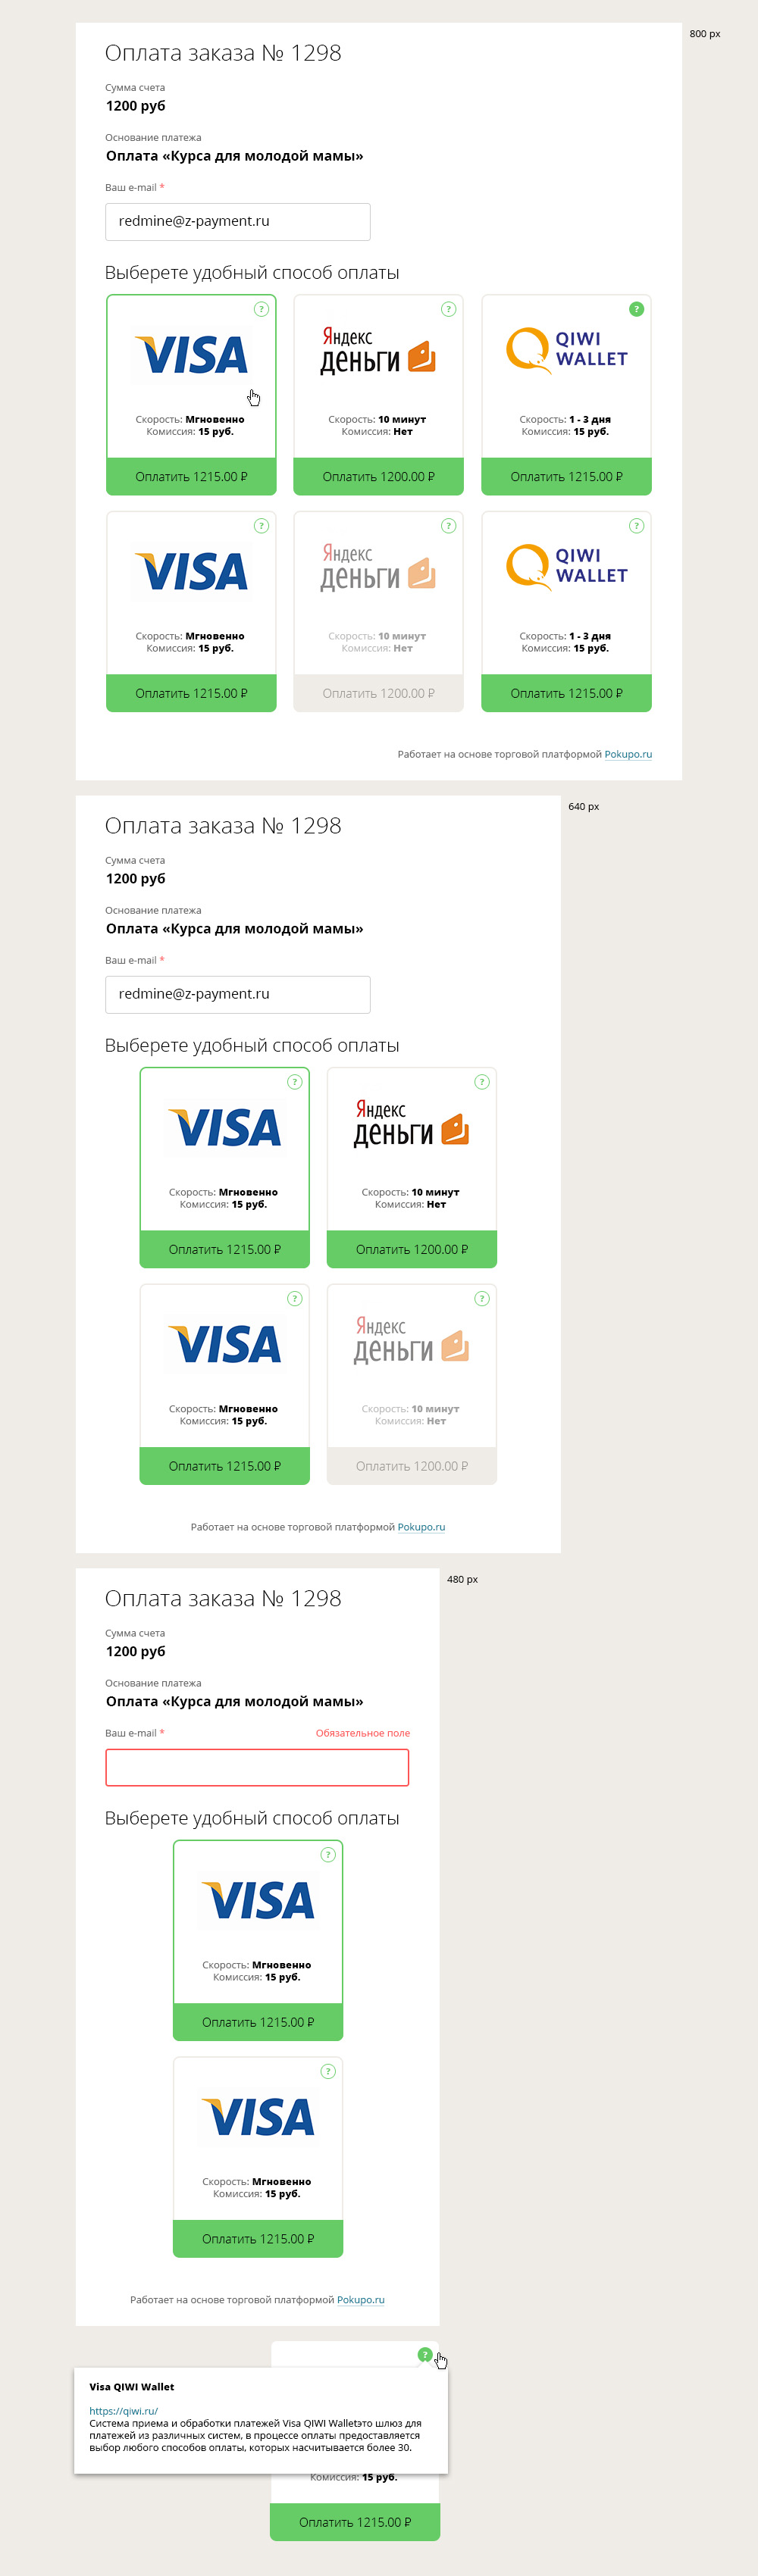 800 px
Оплата заказа № 1298
Сумма счета
1200 руб
Основание платежа
Оплата «Курса для молодой мамы»
Ваш e-mail *
redmine@z-payment.ru
Выберете удобный способ оплаты
? ? ?
VISA Яндекс деньги QIWI WALLET
Скорость: Мгновенно Скорость: 10 минут Скорость: 1 - 3 дня
Комиссия: 15 руб. Комиссия: Нет Комиссия: 15 руб.
Оплатить 1215.00 ₽ Оплатить 1200.00 ₽ Оплатить 1215.00 ₽
? ? ?
VISA Яндекс деньги QIWI WALLET
Скорость: Мгновенно Скорость: 10 минут Скорость: 1 - 3 дня
Комиссия: 15 руб. Комиссия: Нет Комиссия: 15 руб.
Оплатить 1215.00 ₽ Оплатить 1200.00 ₽ Оплатить 1215.00 ₽
Работает на основе торговой платформой Pokupo.ru
640 px
Оплата заказа № 1298
Сумма счета
1200 руб
Основание платежа
Оплата «Курса для молодой мамы»
Ваш e-mail *
redmine@z-payment.ru
Выберете удобный способ оплаты
? ?
VISA Яндекс деньги
Скорость: Мгновенно Скорость: 10 минут
Комиссия: 15 руб. Комиссия: Нет
Оплатить 1215.00 ₽ Оплатить 1200.00 ₽
? ?
VISA Яндекс деньги
Скорость: Мгновенно Скорость: 10 минут
Комиссия: 15 руб. Комиссия: Нет
Оплатить 1215.00 ₽ Оплатить 1200.00 ₽
Работает на основе торговой платформой Pokupo.ru
480 px
Оплата заказа № 1298
Сумма счета
1200 руб
Основание платежа
Оплата «Курса для молодой мамы»
Ваш e-mail * Обязательное поле
Выберете удобный способ оплаты
?
VISA
Скорость: Мгновенно
Комиссия: 15 руб.
Оплатить 1215.00 ₽
?
VISA
Скорость: Мгновенно
Комиссия: 15 руб.
Оплатить 1215.00 ₽
Работает на основе торговой платформой Pokupo.ru
?
Visa QIWI Wallet
https://qiwi.ru/
Система приема и обработки платежей Visa QIWI Walletэто шлюз для
платежей из различных систем, в процессе оплаты предоставляется
выбор любого способов оплаты, которых насчитывается более 30.
Комиссия: 15 руб.
Оплатить 1215.00 ₽